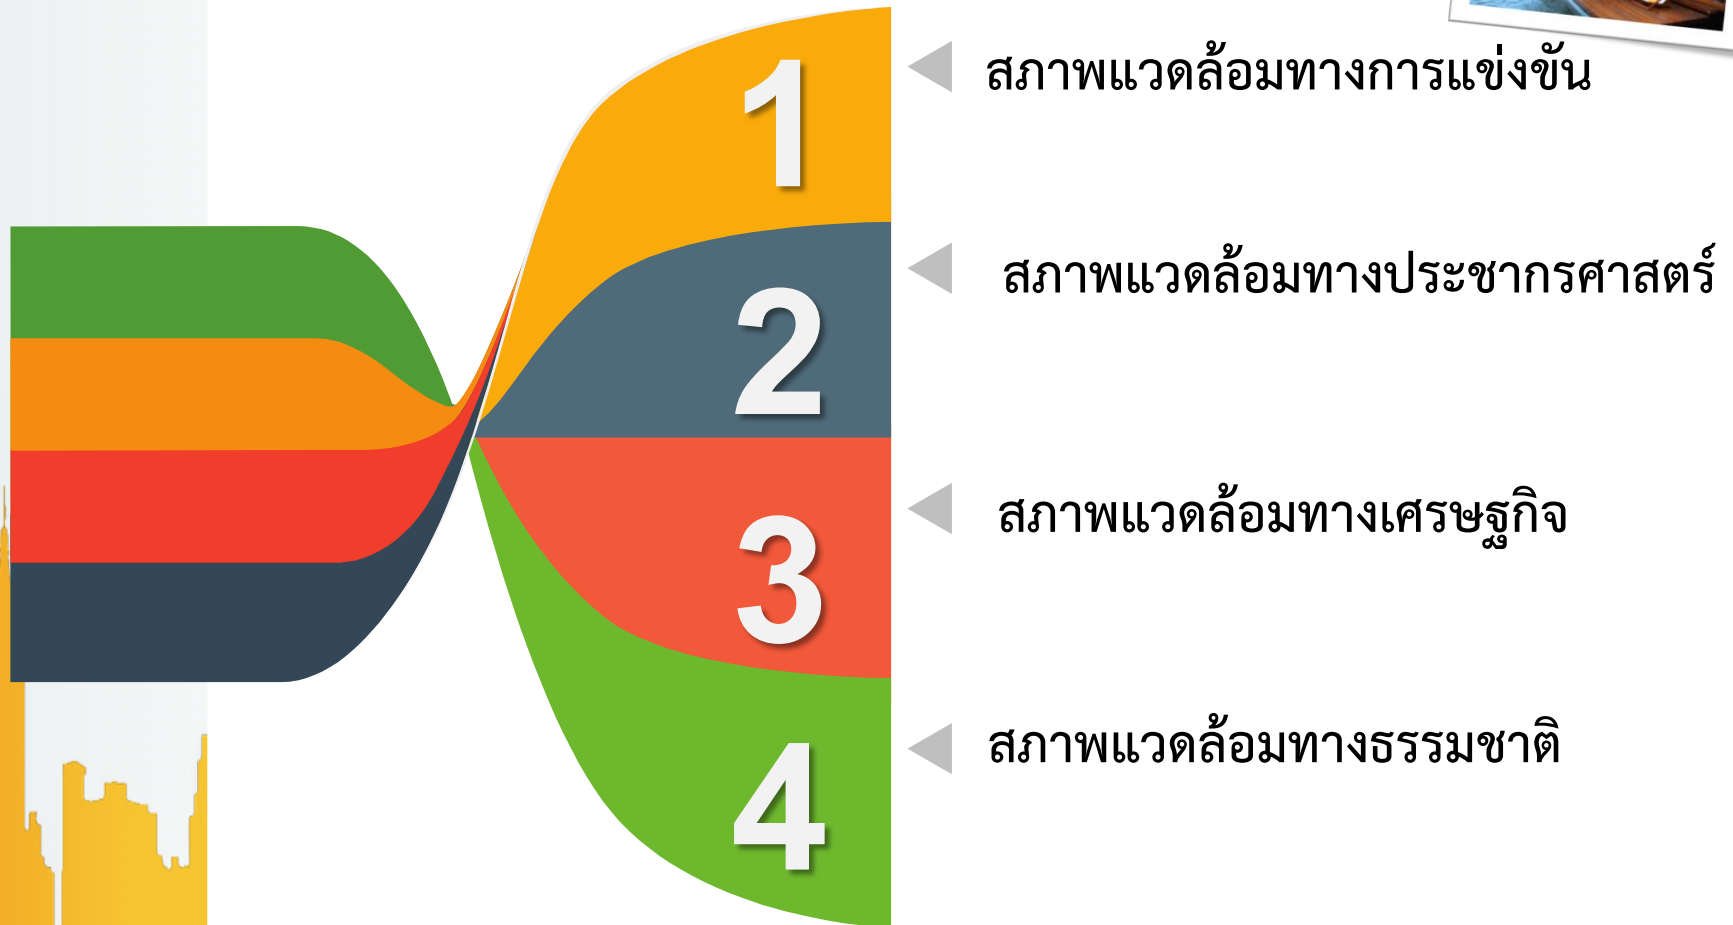 1
สภาพแวดล้อมทางการแข่งขัน
2
สภาพแวดล้อมทางประชากรศาสตร์
3
สภาพแวดล้อมทางเศรษฐกิจ
4
สภาพแวดล้อมทางธรรมชาติ